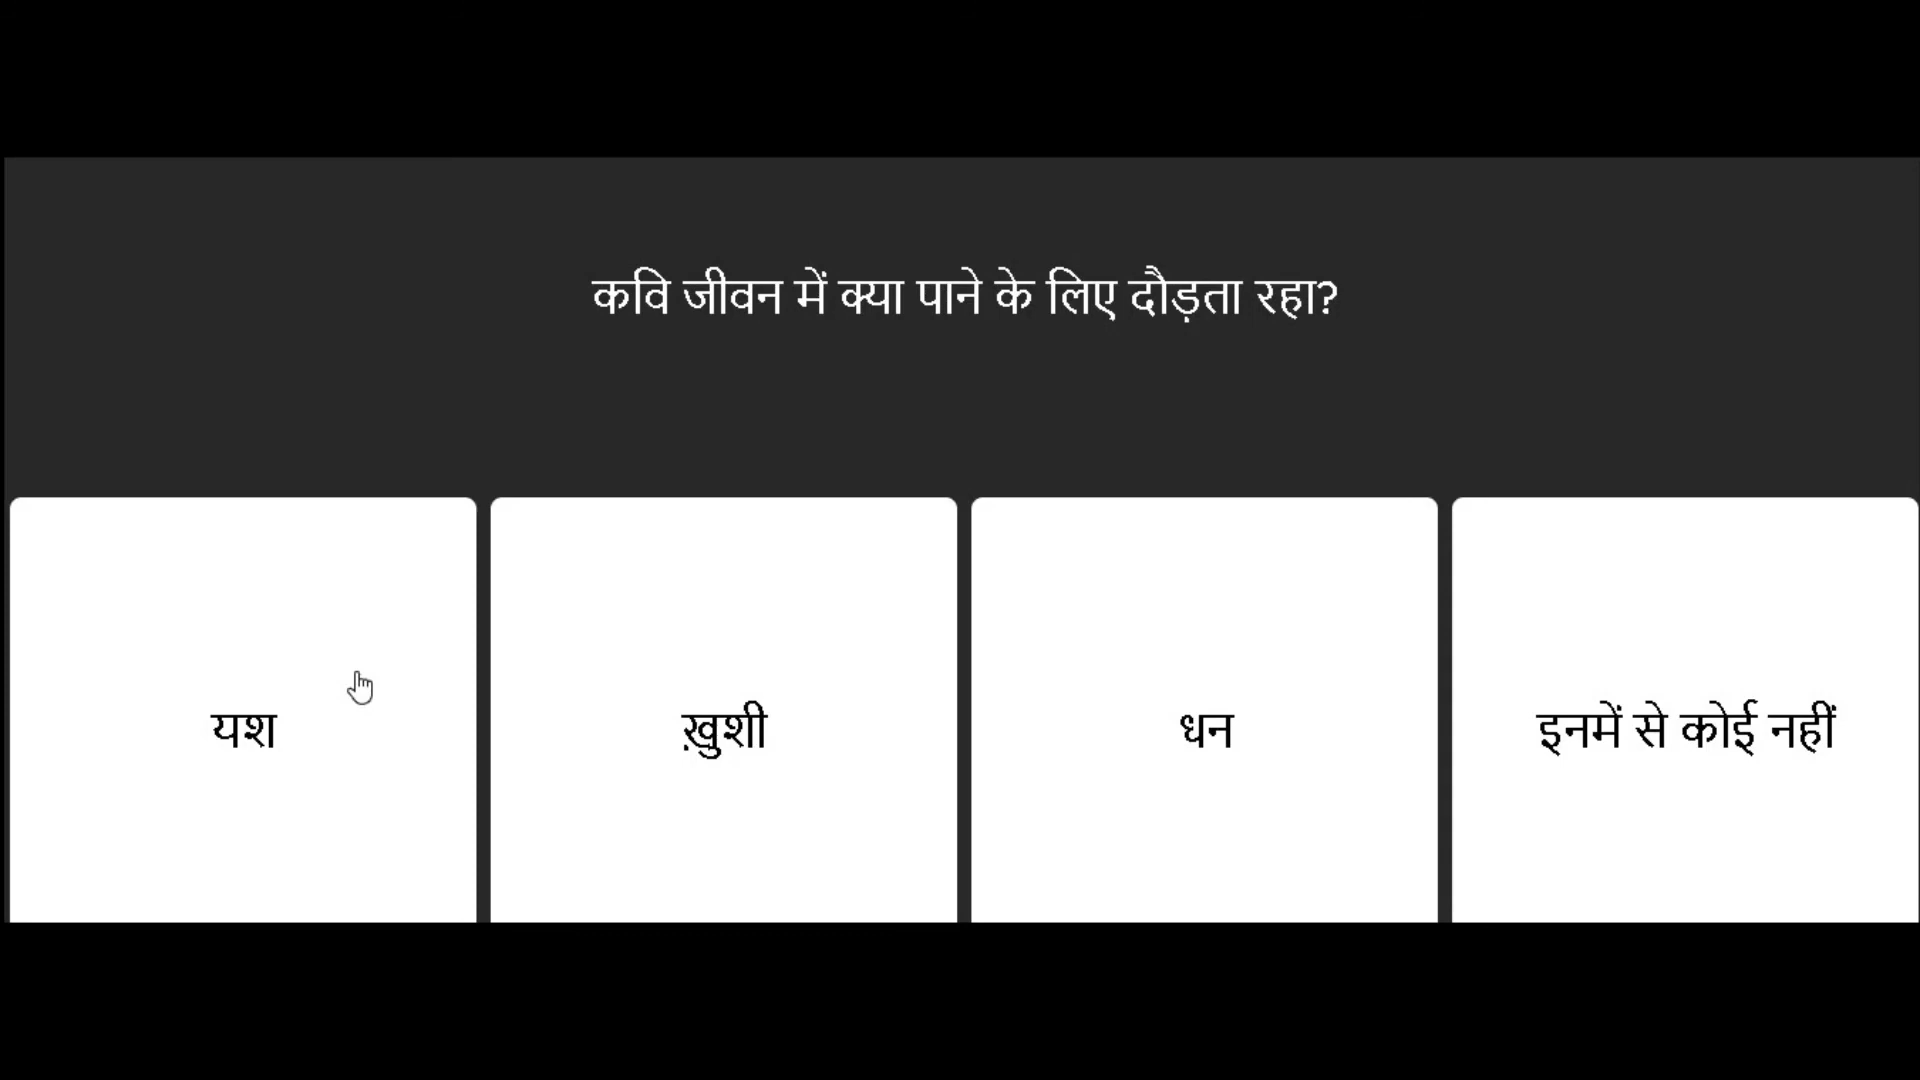 कवि जीवन में क्या पाने के लिए दौड़ता रहा?
यश
ख़ुशी
धन
इनमें से कोई नहीं